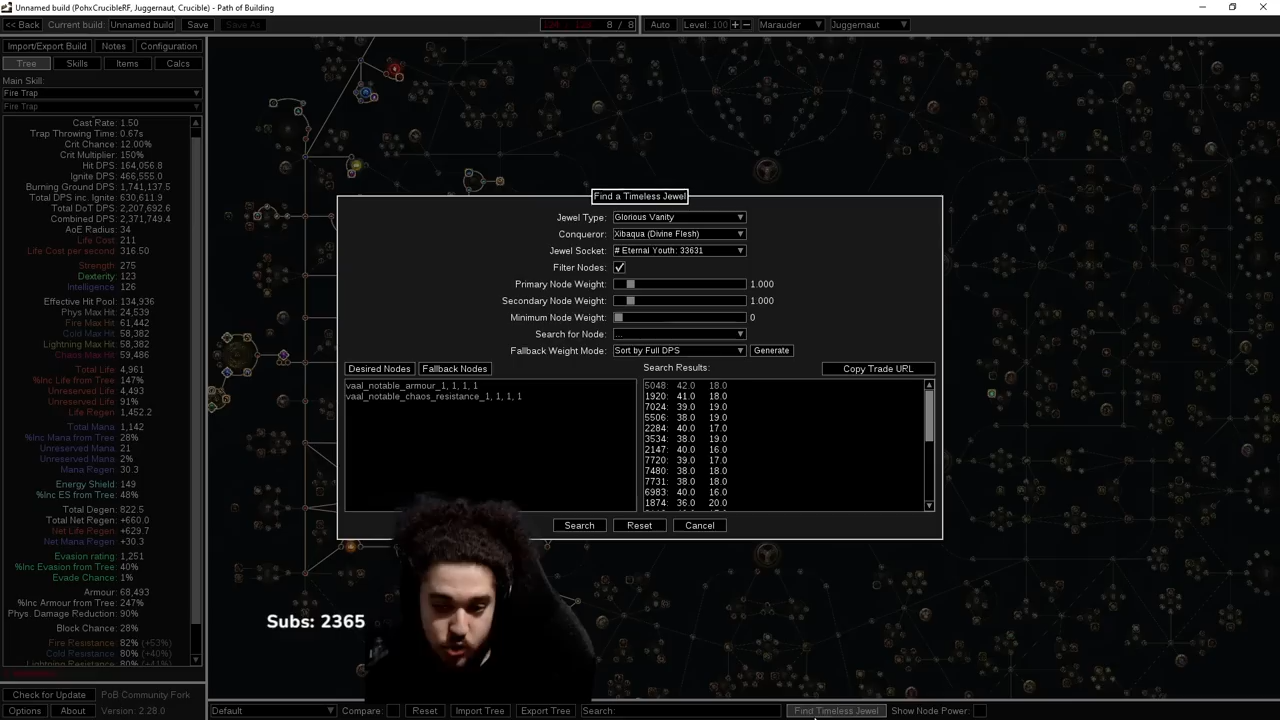 Unnamed build (PohxCrucibleRF, Juggernaut, Crucible) - Path of Building
<< Back Current build: Unnamed build Save Save As 8 / 8 Auto Level: 100 + - Marauder Juggernaut
Import/Export Build Notes Configuration
Tree Skills Items Calcs
Main Skill:
Fire Trap
Fire Trap
Cast Rate: 1.50
Trap Throwing Time: 0.67s
Crit Chance: 12.00%
Crit Multiplier: 150%
Hit DPS: 164,056.8
Ignite DPS: 466,555.0
Burning Ground DPS: 1,741,137.5
Total DPS inc. Ignite: 630,611.9
Total DoT DPS: 2,207,692.6
Combined DPS: 2,371,749.4
AoE Radius: 34
Life Cost: 211
Life Cost per second: 316.50
Strength: 275
Dexterity: 123
Intelligence: 126
Effective Hit Pool: 134,936
Phys Max Hit: 24,539
Fire Max Hit: 61,442
Cold Max Hit: 58,382
Lightning Max Hit: 58,382
Chaos Max Hit: 59,486
Total Life: 4,961
%Inc Life from Tree: 147%
Unreserved Life: 4,493
Unreserved Life: 91%
Life Regen: 1,452.2
Total Mana: 1,142
%Inc Mana from Tree: 28%
Unreserved Mana: 21
Unreserved Mana: 2%
Mana Regen: 30.3
Energy Shield: 149
%Inc ES from Tree: 48%
Total Degen: 822.5
Total Net Regen: +660.0
Net Life Regen: +629.7
Net Mana Regen: +30.3
Evasion rating: 1,251
%Inc Evasion from Tree: 40%
Evade Chance: 1%
Armour: 68,493
%Inc Armour from Tree: 247%
Phys. Damage Reduction: 90%
Block Chance: 28%
Fire Resistance: 82% (+53%)
Cold Resistance: 80% (+40%)
Lightning Resistance: 80% (+41%)
Check for Update PoB Community Fork
Options About Version: 2.28.0
Find a Timeless Jewel
Jewel Type: Glorious Vanity
Conqueror: Xibaqua (Divine Flesh)
Jewel Socket: # Eternal Youth: 33631
Filter Nodes:
Primary Node Weight: 1.000
Secondary Node Weight: 1.000
Minimum Node Weight: 0
Search for Node: ...
Fallback Weight Mode: Sort by Full DPS Generate
Desired Nodes Fallback Nodes Search Results: Copy Trade URL
vaal_notable_armour_1, 1, 1, 1
vaal_notable_chaos_resistance_1, 1, 1, 1
5048: 42.0 18.0
1920: 41.0 18.0
7024: 39.0 19.0
5506: 38.0 19.0
2284: 40.0 17.0
3534: 38.0 19.0
2147: 40.0 16.0
7720: 39.0 17.0
7480: 38.0 18.0
7731: 38.0 18.0
6983: 40.0 16.0
1874: 36.0 20.0
Search Reset Cancel
Subs: 2365
Default Compare: Reset Import Tree Export Tree Search: Find Timeless Jewel Show Node Power: